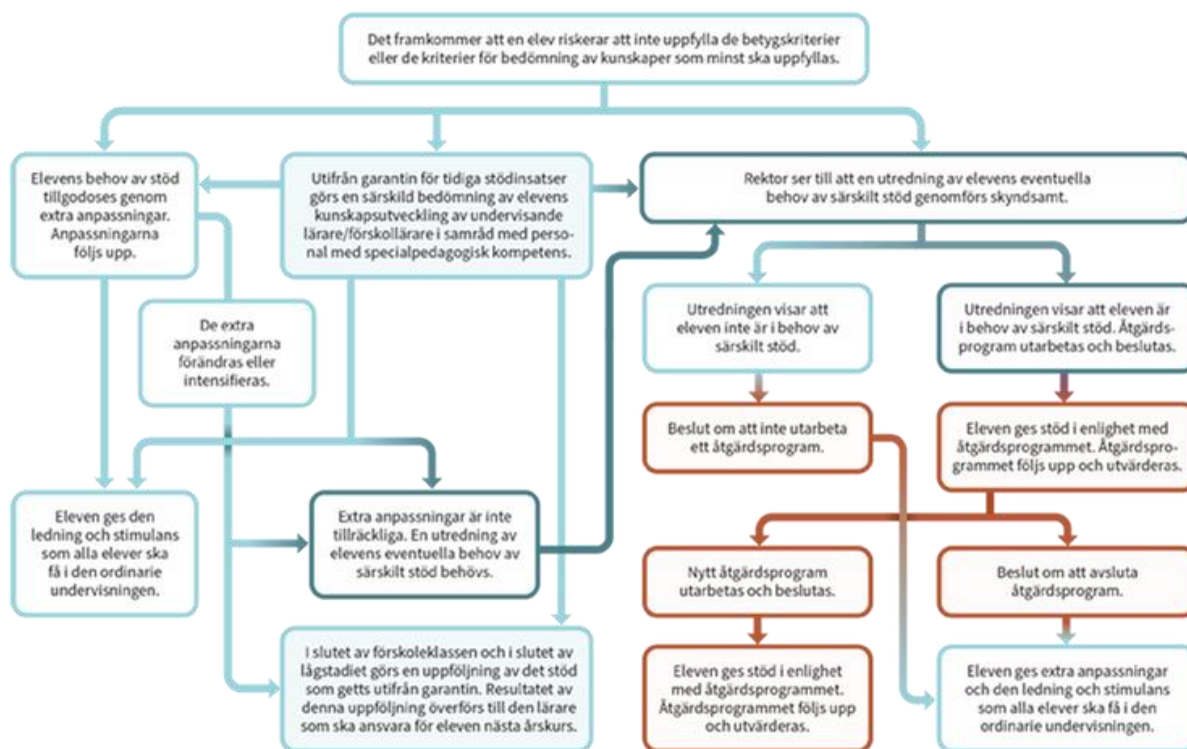 Det framkommer att en elev riskerar att inte uppfylla de betygskriterier
eller de kriterier för bedömning av kunskaper som minst ska uppfyllas.
Elevens behov av stöd
tillgodoses genom
extra anpassningar.
Anpassningarna
följs upp.
Utifrån garantin för tidiga stödinsatser
görs en särskild bedömning av elevens
kunskapsutveckling av undervisande
lärare/förskollärare i samråd med perso-
nal med specialpedagogisk kompetens.
Rektor ser till att en utredning av elevens eventuella
behov av särskilt stöd genomförs skyndsamt.
De extra
anpassningarna
förändras eller
intensifieras.
Utredningen visar att
eleven inte är i behov av
särskilt stöd.
Utredningen visar att eleven är
i behov av särskilt stöd. Åtgärds-
program utarbetas och beslutas.
Beslut om att inte utarbeta
ett åtgärdsprogram.
Eleven ges stöd i enlighet med
åtgärdsprogrammet. Åtgärdspro-
grammet följs upp och utvärderas.
Eleven ges den
ledning och stimulans
som alla elever ska
få i den ordinarie
undervisningen.
Extra anpassningar är inte
tillräckliga. En utredning av
elevens eventuella behov av
särskilt stöd behövs.
Nytt åtgärdsprogram
utarbetas och beslutas.
Beslut om att avsluta
åtgärdsprogram.
I slutet av förskoleklassen och i slutet av
lågstadiet görs en uppföljning av det stöd
som getts utifrån garantin. Resultatet av
denna uppföljning överförs till den lärare
som ska ansvara för eleven nästa årskurs.
Eleven ges stöd i enlighet
med åtgärdsprogrammet.
Åtgärdsprogrammet följs upp
och utvärderas.
Eleven ges extra anpassningar
och den ledning och stimulans
som alla elever ska få i den
ordinarie undervisningen.